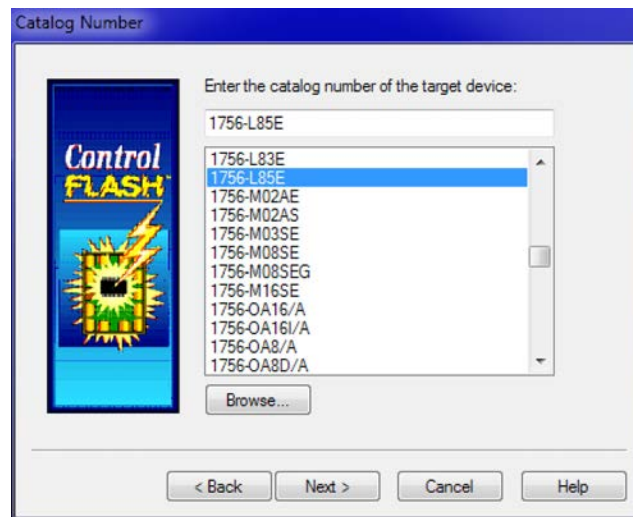 Catalog Number
Control
FLASH™
Enter the catalog number of the target device:
1756-L85E
1756-L83E
1756-L85E
1756-M02AE
1756-M02AS
1756-M03SE
1756-M08SE
1756-M08SEG
1756-M16SE
1756-OA16/A
1756-OA16I/A
1756-OA8/A
1756-OA8D/A
Browse...
< Back
Next >
Cancel
Help